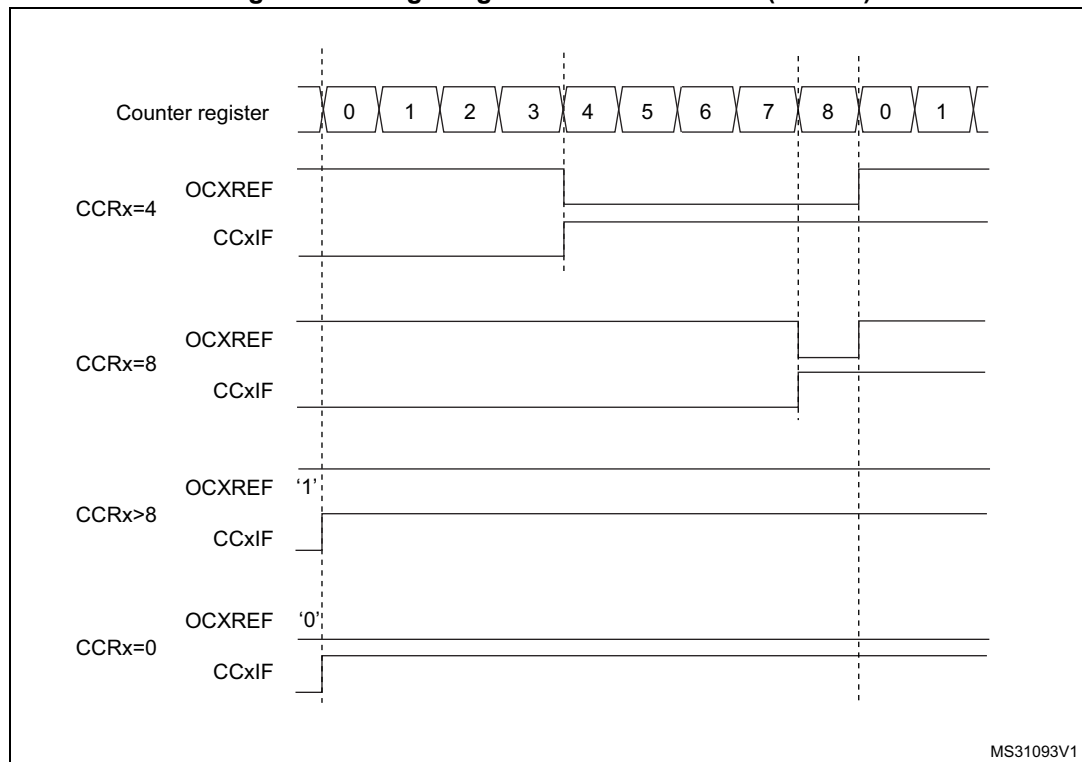 Counter register 0 1 2 3 4 5 6 7 8 0 1
OCXREF
CCRx=4
CCxIF
OCXREF
CCRx=8
CCxIF
OCXREF ‘1’
CCRx>8
CCxIF
OCXREF ‘0’
CCRx=0
CCxIF
MS31093V1